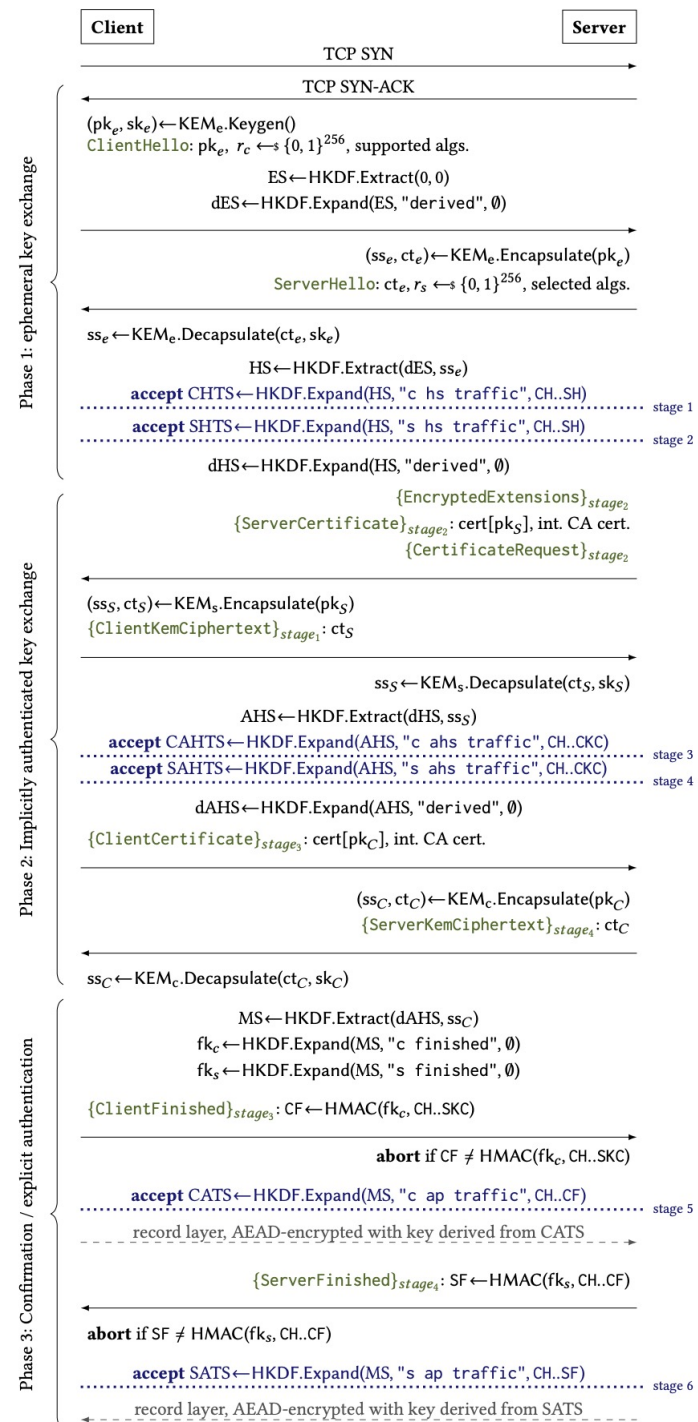 Client
Server
TCP SYN
TCP SYN-ACK
Phase 1: ephemeral key exchange
(pkₑ, skₑ)←KEMₑ.Keygen()
ClientHello: pkₑ, r_c ←$ {0, 1}²⁵⁶, supported algs.
ES←HKDF.Extract(0, 0)
dES←HKDF.Expand(ES, "derived", ∅)
(ssₑ, ctₑ)←KEMₑ.Encapsulate(pkₑ)
ServerHello: ctₑ, r_s ←$ {0, 1}²⁵⁶, selected algs.
ssₑ←KEMₑ.Decapsulate(ctₑ, skₑ)
HS←HKDF.Extract(dES, ssₑ)
accept CHTS←HKDF.Expand(HS, "c hs traffic", CH..SH)
stage 1
accept SHTS←HKDF.Expand(HS, "s hs traffic", CH..SH)
stage 2
dHS←HKDF.Expand(HS, "derived", ∅)
Phase 2: Implicitly authenticated key exchange
{EncryptedExtensions}_stage₂
{ServerCertificate}_stage₂: cert[pk_S], int. CA cert.
{CertificateRequest}_stage₂
(ss_S, ct_S)←KEMₛ.Encapsulate(pk_S)
{ClientKemCiphertext}_stage₁: ct_S
ss_S←KEMₛ.Decapsulate(ct_S, sk_S)
AHS←HKDF.Extract(dHS, ss_S)
accept CAHTS←HKDF.Expand(AHS, "c ahs traffic", CH..CKC)
stage 3
accept SAHTS←HKDF.Expand(AHS, "s ahs traffic", CH..CKC)
stage 4
dAHS←HKDF.Expand(AHS, "derived", ∅)
{ClientCertificate}_stage₃: cert[pk_C], int. CA cert.
(ss_C, ct_C)←KEM_c.Encapsulate(pk_C)
{ServerKemCiphertext}_stage₄: ct_C
ss_C←KEM_c.Decapsulate(ct_C, sk_C)
Phase 3: Confirmation / explicit authentication
MS←HKDF.Extract(dAHS, ss_C)
fk_c←HKDF.Expand(MS, "c finished", ∅)
fk_s←HKDF.Expand(MS, "s finished", ∅)
{ClientFinished}_stage₃: CF←HMAC(fk_c, CH..SKC)
abort if CF ≠ HMAC(fk_c, CH..SKC)
accept CATS←HKDF.Expand(MS, "c ap traffic", CH..CF)
stage 5
record layer, AEAD-encrypted with key derived from CATS
{ServerFinished}_stage₄: SF←HMAC(fk_s, CH..CF)
abort if SF ≠ HMAC(fk_s, CH..CF)
accept SATS←HKDF.Expand(MS, "s ap traffic", CH..SF)
stage 6
record layer, AEAD-encrypted with key derived from SATS